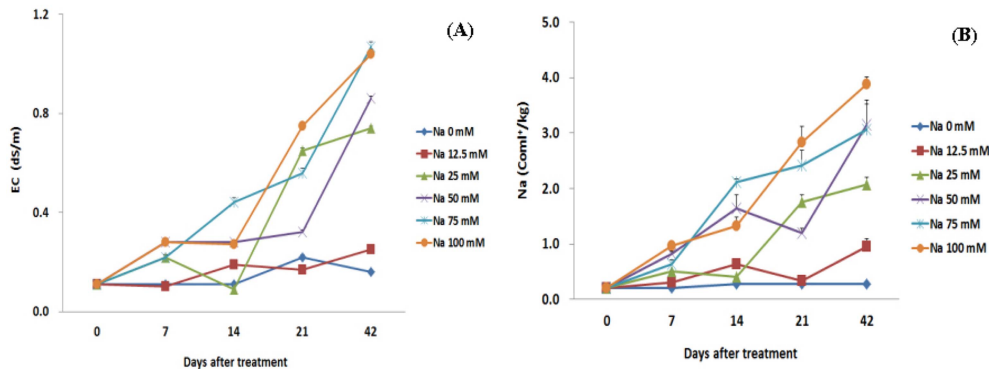 (A)
1.2
0.8
0.4
0.0
EC (dS/m)
0 7 14 21 42
Days after treatment
Na 0 mM
Na 12.5 mM
Na 25 mM
Na 50 mM
Na 75 mM
Na 100 mM
(B)
5.0
4.0
3.0
2.0
1.0
0.0
Na (Coml⁺/kg)
0 7 14 21 42
Days after treatment
Na 0 mM
Na 12.5 mM
Na 25 mM
Na 50 mM
Na 75 mM
Na 100 mM